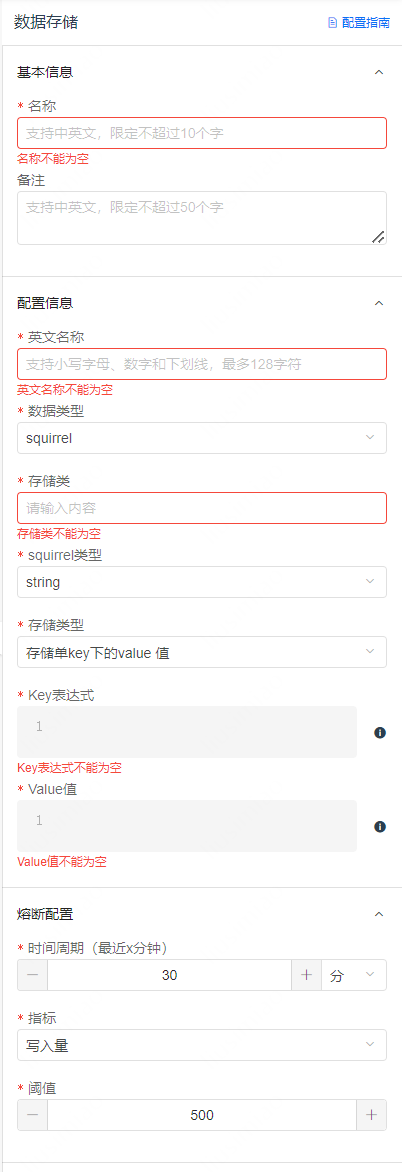 数据存储 配置指南
基本信息
* 名称
支持中英文，限定不超过10个字
名称不能为空
备注
支持中英文，限定不超过50个字
配置信息
* 英文名称
支持小写字母、数字和下划线，最多128字符
英文名称不能为空
* 数据类型
squirrel
* 存储类
请输入内容
存储类不能为空
* squirrel类型
string
* 存储类型
存储单key下的value 值
* Key表达式
1
Key表达式不能为空
* Value值
1
Value值不能为空
熔断配置
* 时间周期（最近x分钟）
30 分
* 指标
写入量
* 阈值
500